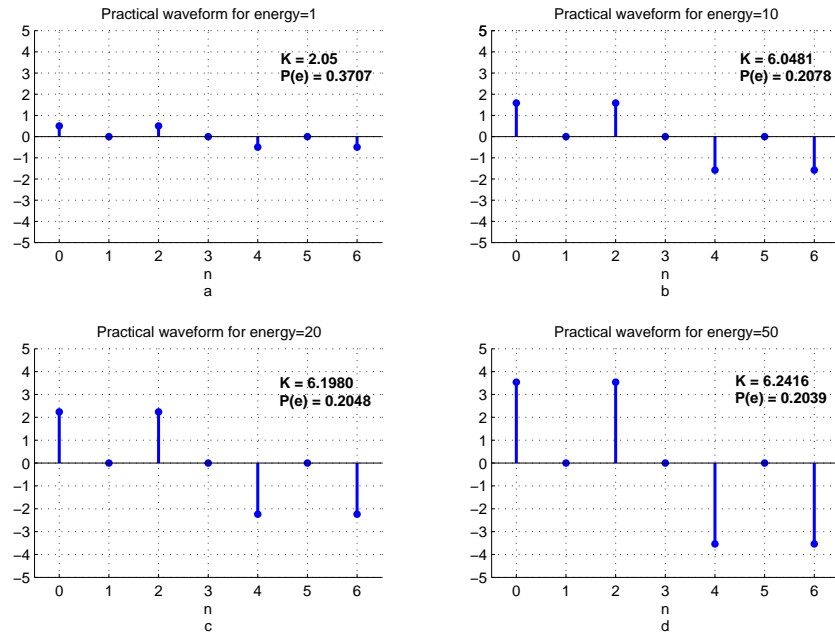 Practical waveform for energy=1
5
4
3
2
1
0
−1
−2
−3
−4
−5
K = 2.05
P(e) = 0.3707
0 1 2 3 4 5 6
n
a
Practical waveform for energy=10
5
4
3
2
1
0
−1
−2
−3
−4
−5
K = 6.0481
P(e) = 0.2078
0 1 2 3 4 5 6
n
b
Practical waveform for energy=20
5
4
3
2
1
0
−1
−2
−3
−4
−5
K = 6.1980
P(e) = 0.2048
0 1 2 3 4 5 6
n
c
Practical waveform for energy=50
5
4
3
2
1
0
−1
−2
−3
−4
−5
K = 6.2416
P(e) = 0.2039
0 1 2 3 4 5 6
n
d